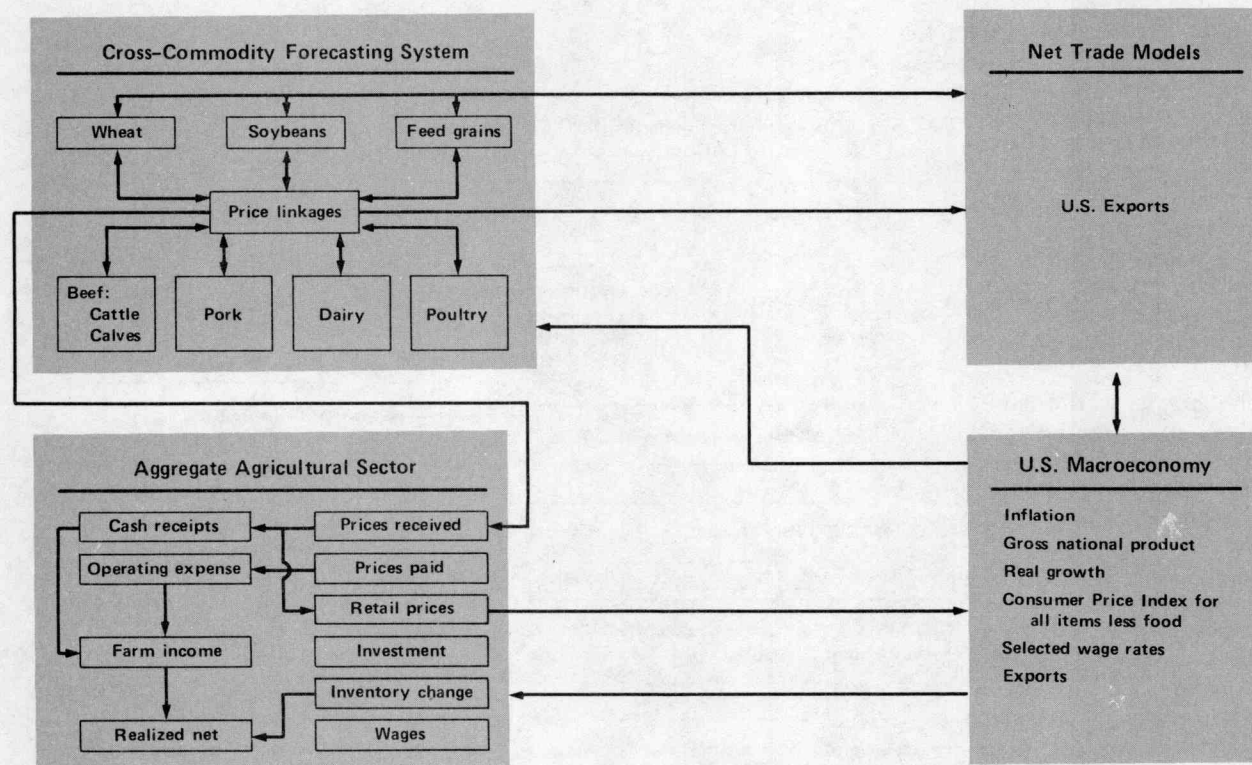 Cross-Commodity Forecasting System
Wheat
Soybeans
Feed grains
Price linkages
Beef:
Cattle
Calves
Pork
Dairy
Poultry
Net Trade Models
U.S. Exports
Aggregate Agricultural Sector
Cash receipts
Prices received
Operating expense
Prices paid
Retail prices
Farm income
Investment
Inventory change
Realized net
Wages
U.S. Macroeconomy
Inflation
Gross national product
Real growth
Consumer Price Index for
all items less food
Selected wage rates
Exports